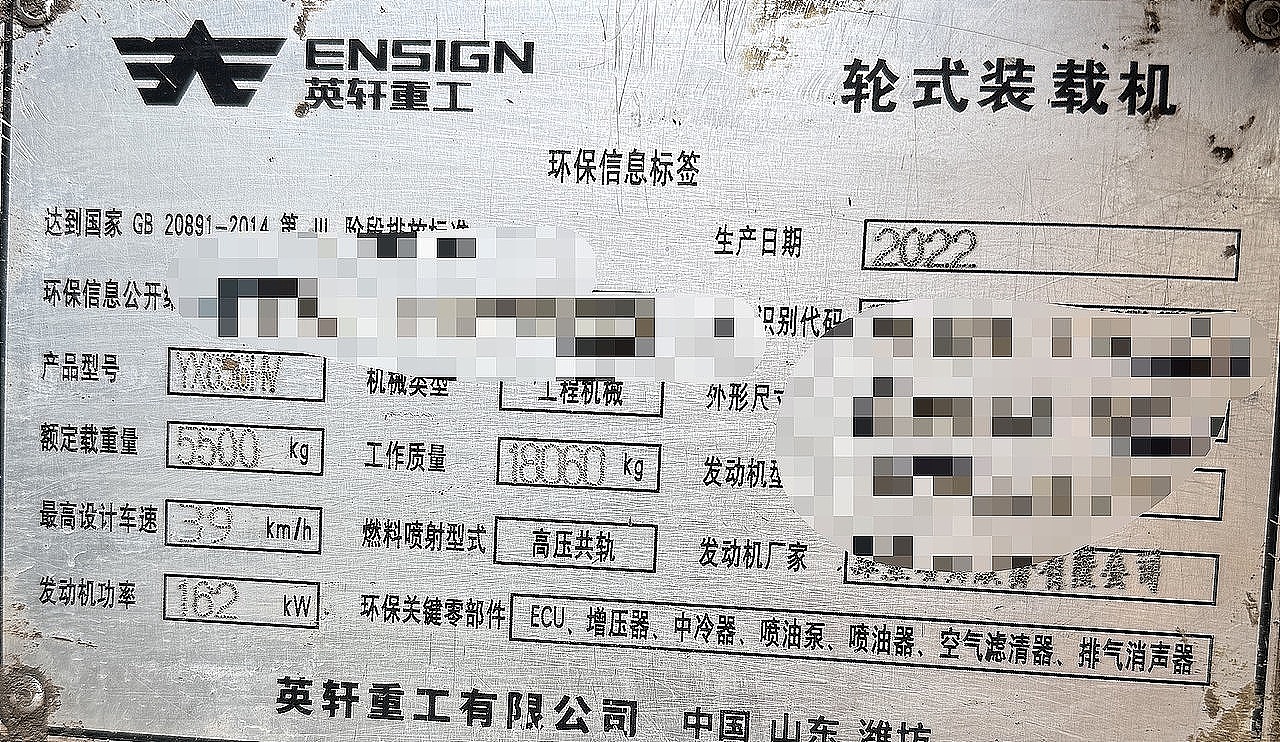 ENSIGN
英轩重工
轮式装载机
环保信息标签
达到国家 GB 20891-2014 第 III 阶段排放标准
生产日期 2022
环保信息公开
识别代码
产品型号
机械类型 工程机械
外形尺寸
额定载重量 5500 kg
工作质量 18060 kg
发动机型
最高设计车速 39 km/h
燃料喷射型式 高压共轨
发动机厂家
发动机功率 162 kW
环保关键零部件 ECU、增压器、中冷器、喷油泵、喷油器、空气滤清器、排气消声器
英轩重工有限公司 中国 山东 潍坊